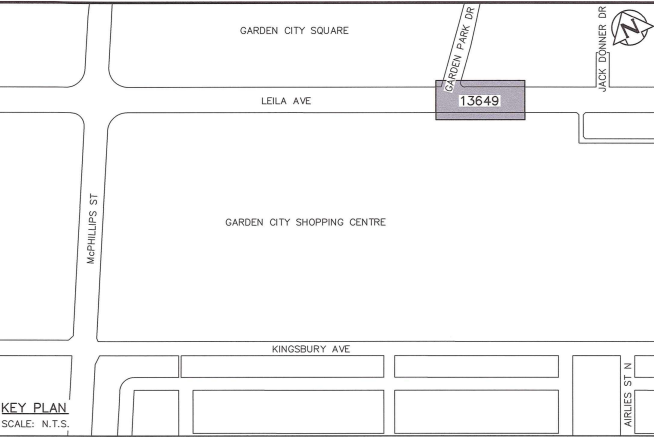 GARDEN CITY SQUARE
GARDEN PARK DR
JACK DONNER DR
N
LEILA AVE
13649
McPHILLIPS ST
GARDEN CITY SHOPPING CENTRE
KINGSBURY AVE
AIRLIES ST N
KEY PLAN
SCALE: N.T.S.